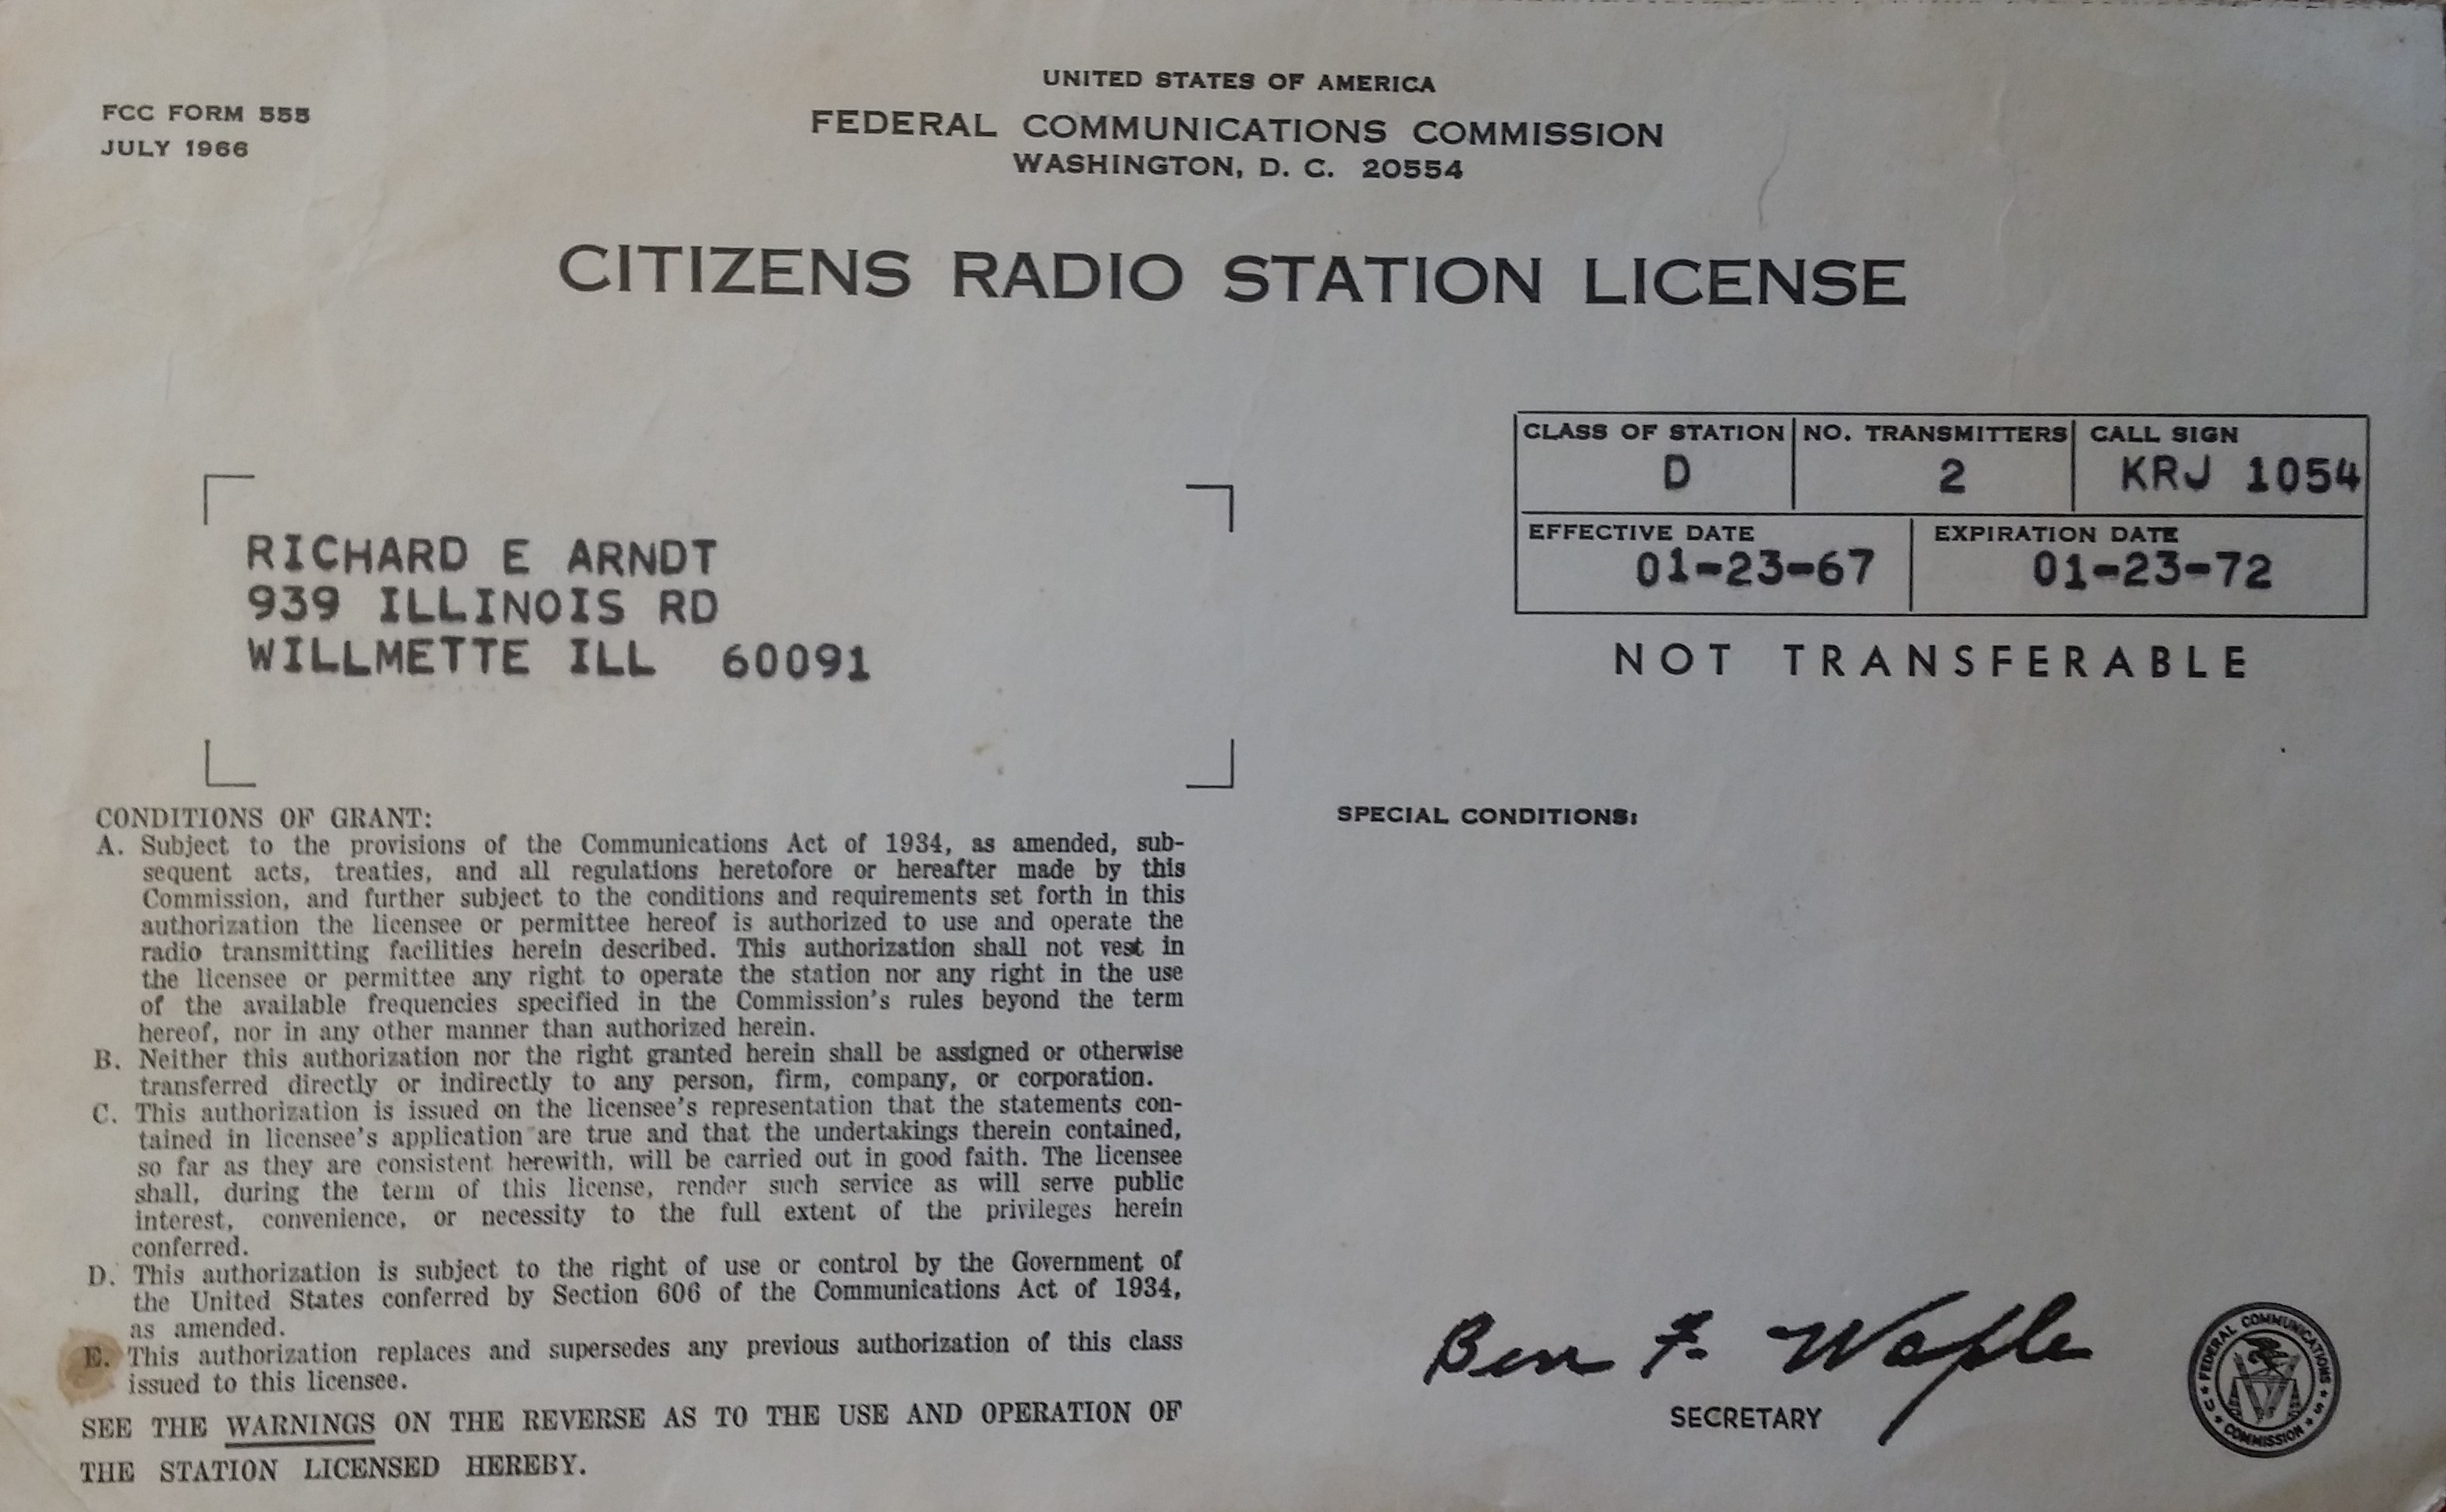 FCC FORM 555
JULY 1966
UNITED STATES OF AMERICA
FEDERAL COMMUNICATIONS COMMISSION
WASHINGTON, D. C. 20554
CITIZENS RADIO STATION LICENSE
CLASS OF STATION NO. TRANSMITTERS CALL SIGN
D 2 KRJ 1054
EFFECTIVE DATE EXPIRATION DATE
01-23-67 01-23-72
NOT TRANSFERABLE
RICHARD E ARNDT
939 ILLINOIS RD
WILLMETTE ILL 60091
CONDITIONS OF GRANT:
A. Subject to the provisions of the Communications Act of 1934, as amended, sub-
sequent acts, treaties, and all regulations heretofore or hereafter made by this
Commission, and further subject to the conditions and requirements set forth in this
authorization the licensee or permittee hereof is authorized to use and operate the
radio transmitting facilities herein described. This authorization shall not vest in
the licensee or permittee any right to operate the station nor any right in the use
of the available frequencies specified in the Commission's rules beyond the term
hereof, nor in any other manner than authorized herein.
B. Neither this authorization nor the right granted herein shall be assigned or otherwise
transferred directly or indirectly to any person, firm, company, or corporation.
C. This authorization is issued on the licensee's representation that the statements con-
tained in licensee's application are true and that the undertakings therein contained,
so far as they are consistent herewith, will be carried out in good faith. The licensee
shall, during the term of this license, render such service as will serve public
interest, convenience, or necessity to the full extent of the privileges herein
conferred.
D. This authorization is subject to the right of use or control by the Government of
the United States conferred by Section 606 of the Communications Act of 1934,
as amended.
E. This authorization replaces and supersedes any previous authorization of this class
issued to this licensee.
SEE THE WARNINGS ON THE REVERSE AS TO THE USE AND OPERATION OF
THE STATION LICENSED HEREBY.
SPECIAL CONDITIONS:
Ben F. Waple
SECRETARY
FEDERAL COMMUNICATIONS COMMISSION
U S